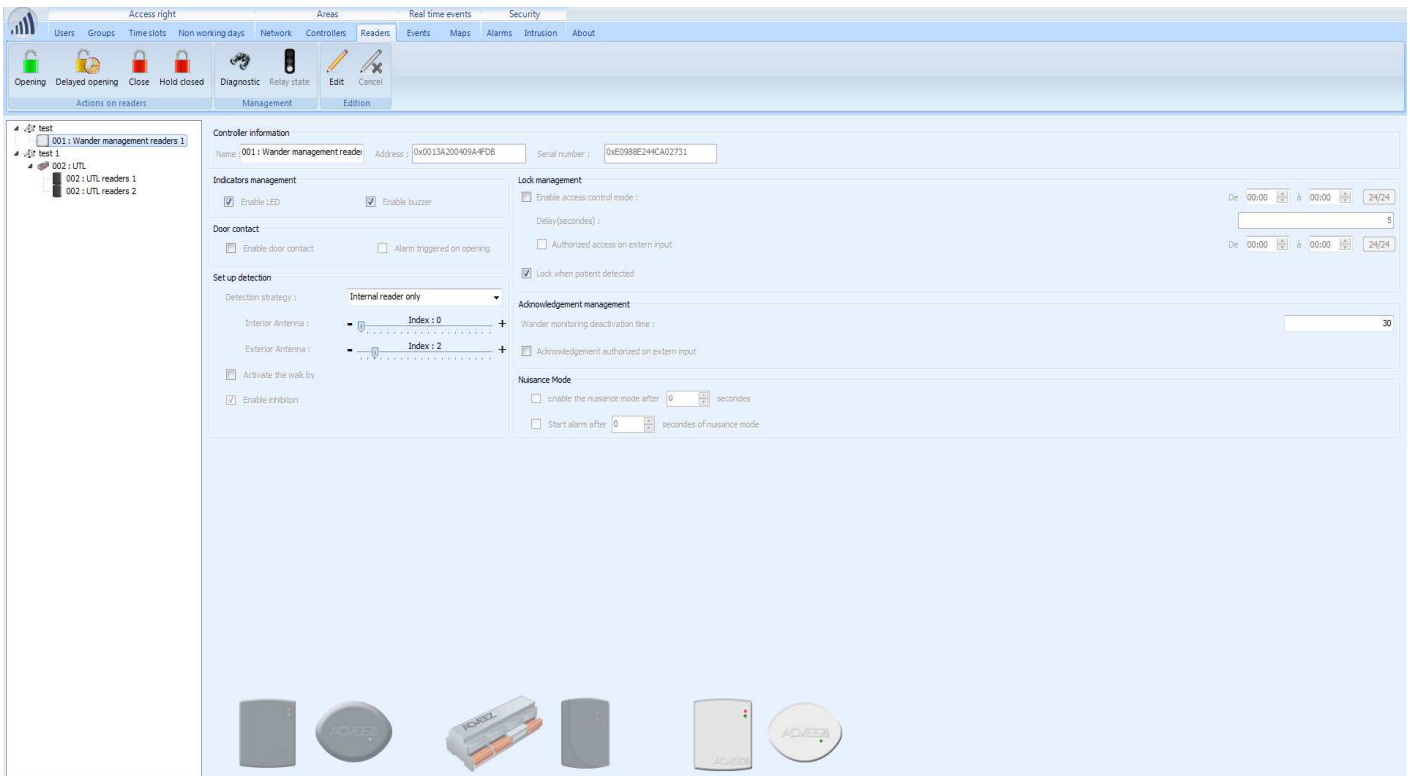 Access right Areas Real time events Security
Users Groups Timeslots Non working days Network Controllers Readers Events Maps Alarms Intrusion About
Opening Delayed opening Close Hold closed Diagnostic Relay state Edit Cancel
Actions on readers Management Edition
test
001 : Wander management readers 1
test 1
002 : UTL
002 : UTL readers 1
002 : UTL readers 2
Controller information
Name : 001 : Wander management reader Address : 0x0013A200409A4FDB Serial number : 0xE0988E244CA02731
Indicators management
Enable LED Enable buzzer
Door contact
Enable door contact Alarm triggered on opening
Set up detection
Detection strategy : Internal reader only
Interior Antenna : - Index : 0 +
Exterior Antenna : - Index : 2 +
Activate the walk by
Enable inhibiton
Lock management
Enable access control mode : De 00:00 à 00:00 24/24
Delay(secondes) : 5
Authorized access on extern input De 00:00 à 00:00 24/24
Lock when patient detected
Acknowledgement management
Wander monitoring deactivation time : 30
Acknowledgement authorized on extern input
Nuisance Mode
Enable the nuisance mode after 0 secondes
Start alarm after 0 secondes of nuisance mode
ADVEEZ
ADVEEZ
ADVEEZ
ADVEEZ